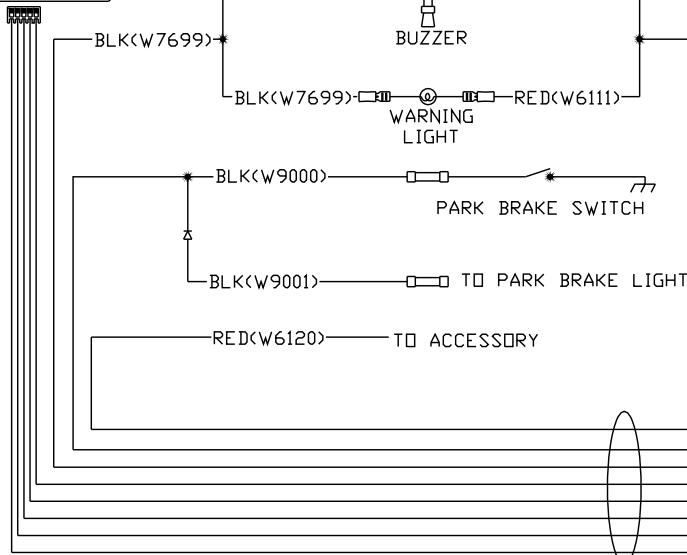 BUZZER
BLK(W7699)
BLK(W7699)
RED(W6111)
WARNING
LIGHT
BLK(W9000)
PARK BRAKE SWITCH
BLK(W9001)
TO PARK BRAKE LIGHT
RED(W6120)
TO ACCESSORY